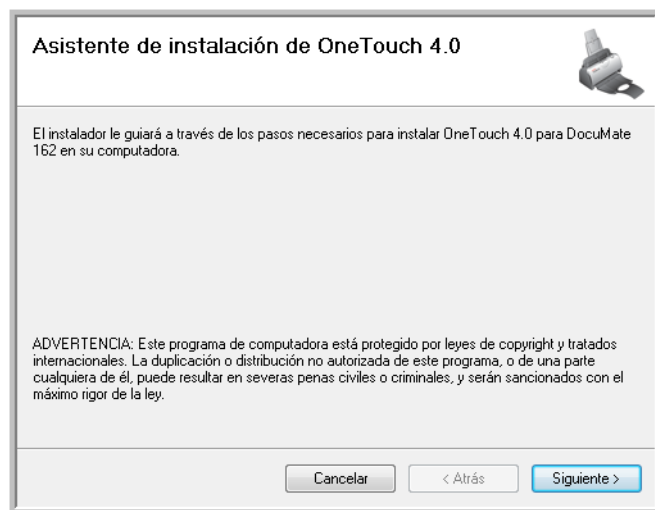 Asistente de instalación de OneTouch 4.0
El instalador le guiará a través de los pasos necesarios para instalar OneTouch 4.0 para DocuMate
162 en su computadora.
ADVERTENCIA: Este programa de computadora está protegido por leyes de copyright y tratados
internacionales. La duplicación o distribución no autorizada de este programa, o de una parte
cualquiera de él, puede resultar en severas penas civiles o criminales, y serán sancionados con el
máximo rigor de la ley.
Cancelar < Atrás Siguiente >